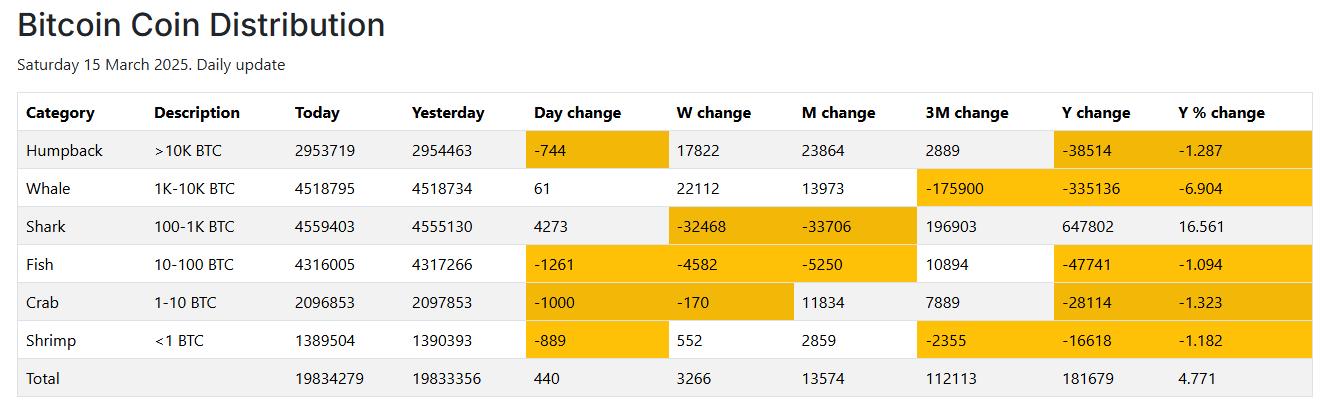 Bitcoin Coin Distribution
Saturday 15 March 2025. Daily update
Category Description Today Yesterday Day change W change M change 3M change Y change Y % change
Humpback >10K BTC 2953719 2954463 -744 17822 23864 2889 -38514 -1.287
Whale 1K-10K BTC 4518795 4518734 61 22112 13973 -175900 -335136 -6.904
Shark 100-1K BTC 4559403 4555130 4273 -32468 -33706 196903 647802 16.561
Fish 10-100 BTC 4316005 4317266 -1261 -4582 -5250 10894 -47741 -1.094
Crab 1-10 BTC 2096853 2097853 -1000 -170 11834 7889 -28114 -1.323
Shrimp <1 BTC 1389504 1390393 -889 552 2859 -2355 -16618 -1.182
Total 19834279 19833356 440 3266 13574 112113 181679 4.771